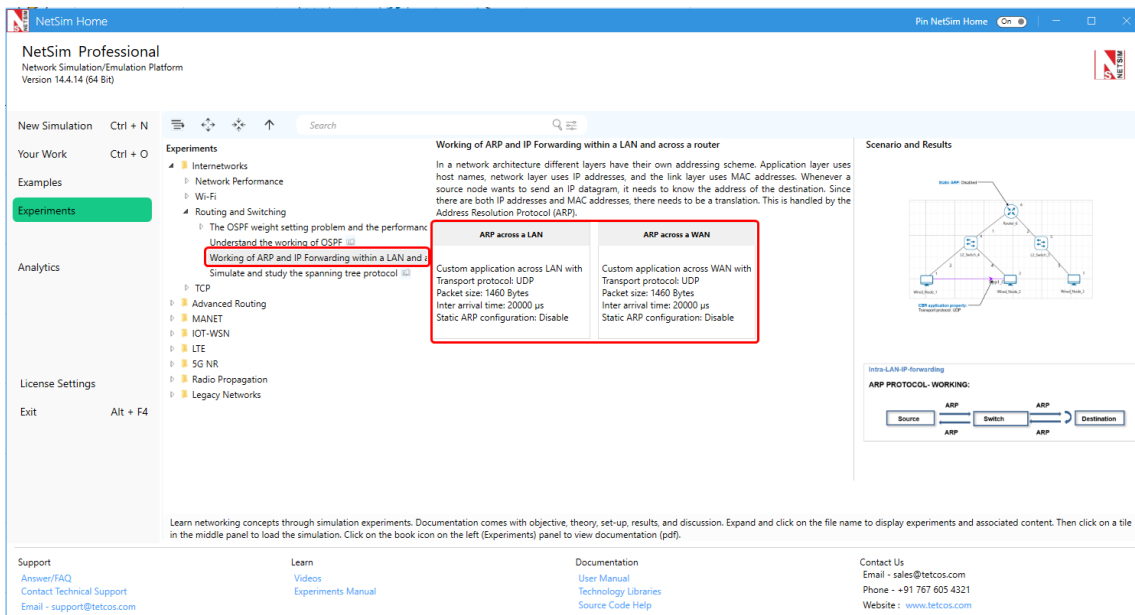 NetSim Home
Pin NetSim Home
On
NetSim Professional
Network Simulation/Emulation Platform
Version 14.4.14 (64 Bit)
NETSIM
New Simulation Ctrl + N
Your Work Ctrl + O
Examples
Experiments
Analytics
License Settings
Exit Alt + F4
Search
Experiments
Internetworks
Network Performance
Wi-Fi
Routing and Switching
The OSPF weight setting problem and the performanc
Understand the working of OSPF
Working of ARP and IP Forwarding within a LAN and a
Simulate and study the spanning tree protocol
TCP
Advanced Routing
MANET
IOT-WSN
LTE
5G NR
Radio Propagation
Legacy Networks
Working of ARP and IP Forwarding within a LAN and across a router
In a network architecture different layers have their own addressing scheme. Application layer uses
host names, network layer uses IP addresses, and the link layer uses MAC addresses. Whenever a
source node wants to send an IP datagram, it needs to know the address of the destination. Since
there are both IP addresses and MAC addresses, there needs to be a translation. This is handled by the
Address Resolution Protocol (ARP).
ARP across a LAN
Custom application across LAN with
Transport protocol: UDP
Packet size: 1460 Bytes
Inter arrival time: 20000 µs
Static ARP configuration: Disable
ARP across a WAN
Custom application across WAN with
Transport protocol: UDP
Packet size: 1460 Bytes
Inter arrival time: 20000 µs
Static ARP configuration: Disable
Scenario and Results
Static ARP: Disabled
Router_6
L2_Switch_4
L2_Switch_5
Wired_Node_1
Wired_Node_2
Wired_Node_3
CBR application property:
Transport protocol: UDP
Intra-LAN-IP-forwarding
ARP PROTOCOL- WORKING:
ARP ARP
Source Switch Destination
ARP ARP
Learn networking concepts through simulation experiments. Documentation comes with objective, theory, set-up, results, and discussion. Expand and click on the file name to display experiments and associated content. Then click on a tile
in the middle panel to load the simulation. Click on the book icon on the left (Experiments) panel to view documentation (pdf).
Support
Answer/FAQ
Contact Technical Support
Email - support@tetcos.com
Learn
Videos
Experiments Manual
Documentation
User Manual
Technology Libraries
Source Code Help
Contact Us
Email - sales@tetcos.com
Phone - +91 767 605 4321
Website : www.tetcos.com